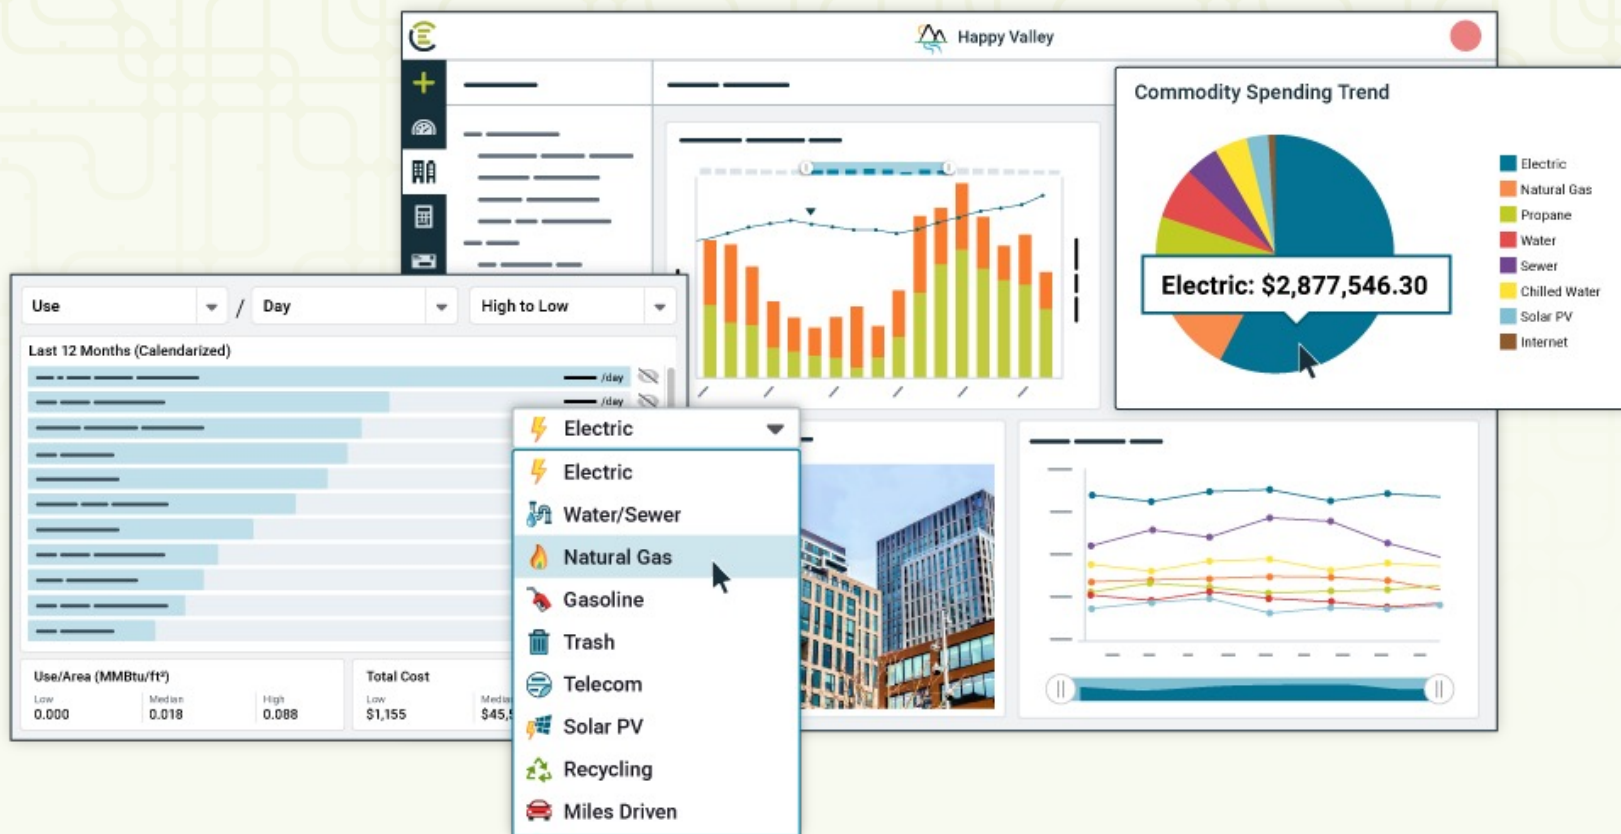 Happy Valley
Commodity Spending Trend
Electric
Natural Gas
Propane
Water
Sewer
Chilled Water
Solar PV
Internet
Electric: $2,877,546.30
Use / Day High to Low
Last 12 Months (Calendarized)
/day
/day
Electric
Electric
Water/Sewer
Natural Gas
Gasoline
Trash
Telecom
Solar PV
Recycling
Miles Driven
Use/Area (MMBtu/ft²)
Low Median High
0.000 0.018 0.088
Total Cost
Low
$1,155